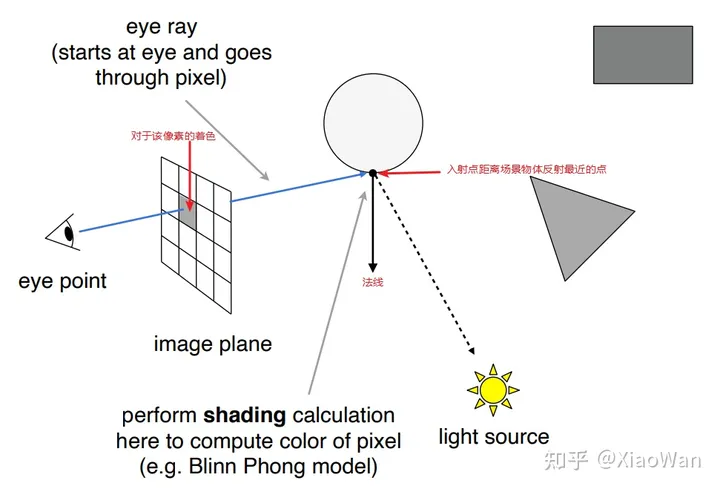 eye ray
(starts at eye and goes
through pixel)
对于该像素的着色
入射点距离场景物体反射最近的点
eye point
法线
image plane
perform shading calculation
here to compute color of pixel
(e.g. Blinn Phong model)
light source
知乎 @XiaoWan